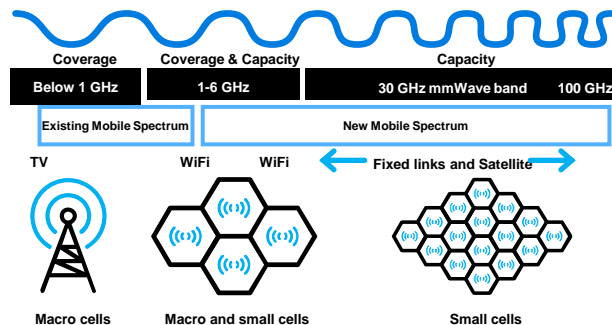 Coverage
Coverage & Capacity
Capacity
Below 1 GHz
1-6 GHz
30 GHz mmWave band
100 GHz
Existing Mobile Spectrum
New Mobile Spectrum
TV
WiFi
WiFi
Fixed links and Satellite
Macro cells
Macro and small cells
Small cells